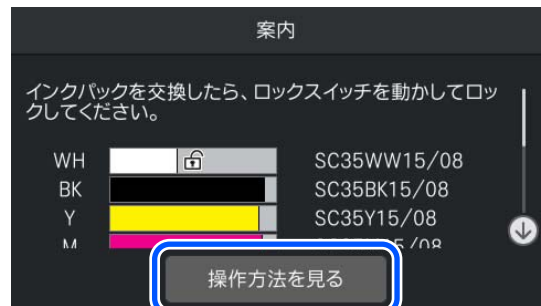 案内
インクパックを交換したら、ロックスイッチを動かしてロッ
クしてください。
WH SC35WW15/08
BK SC35BK15/08
Y SC35Y15/08
M
操作方法を見る